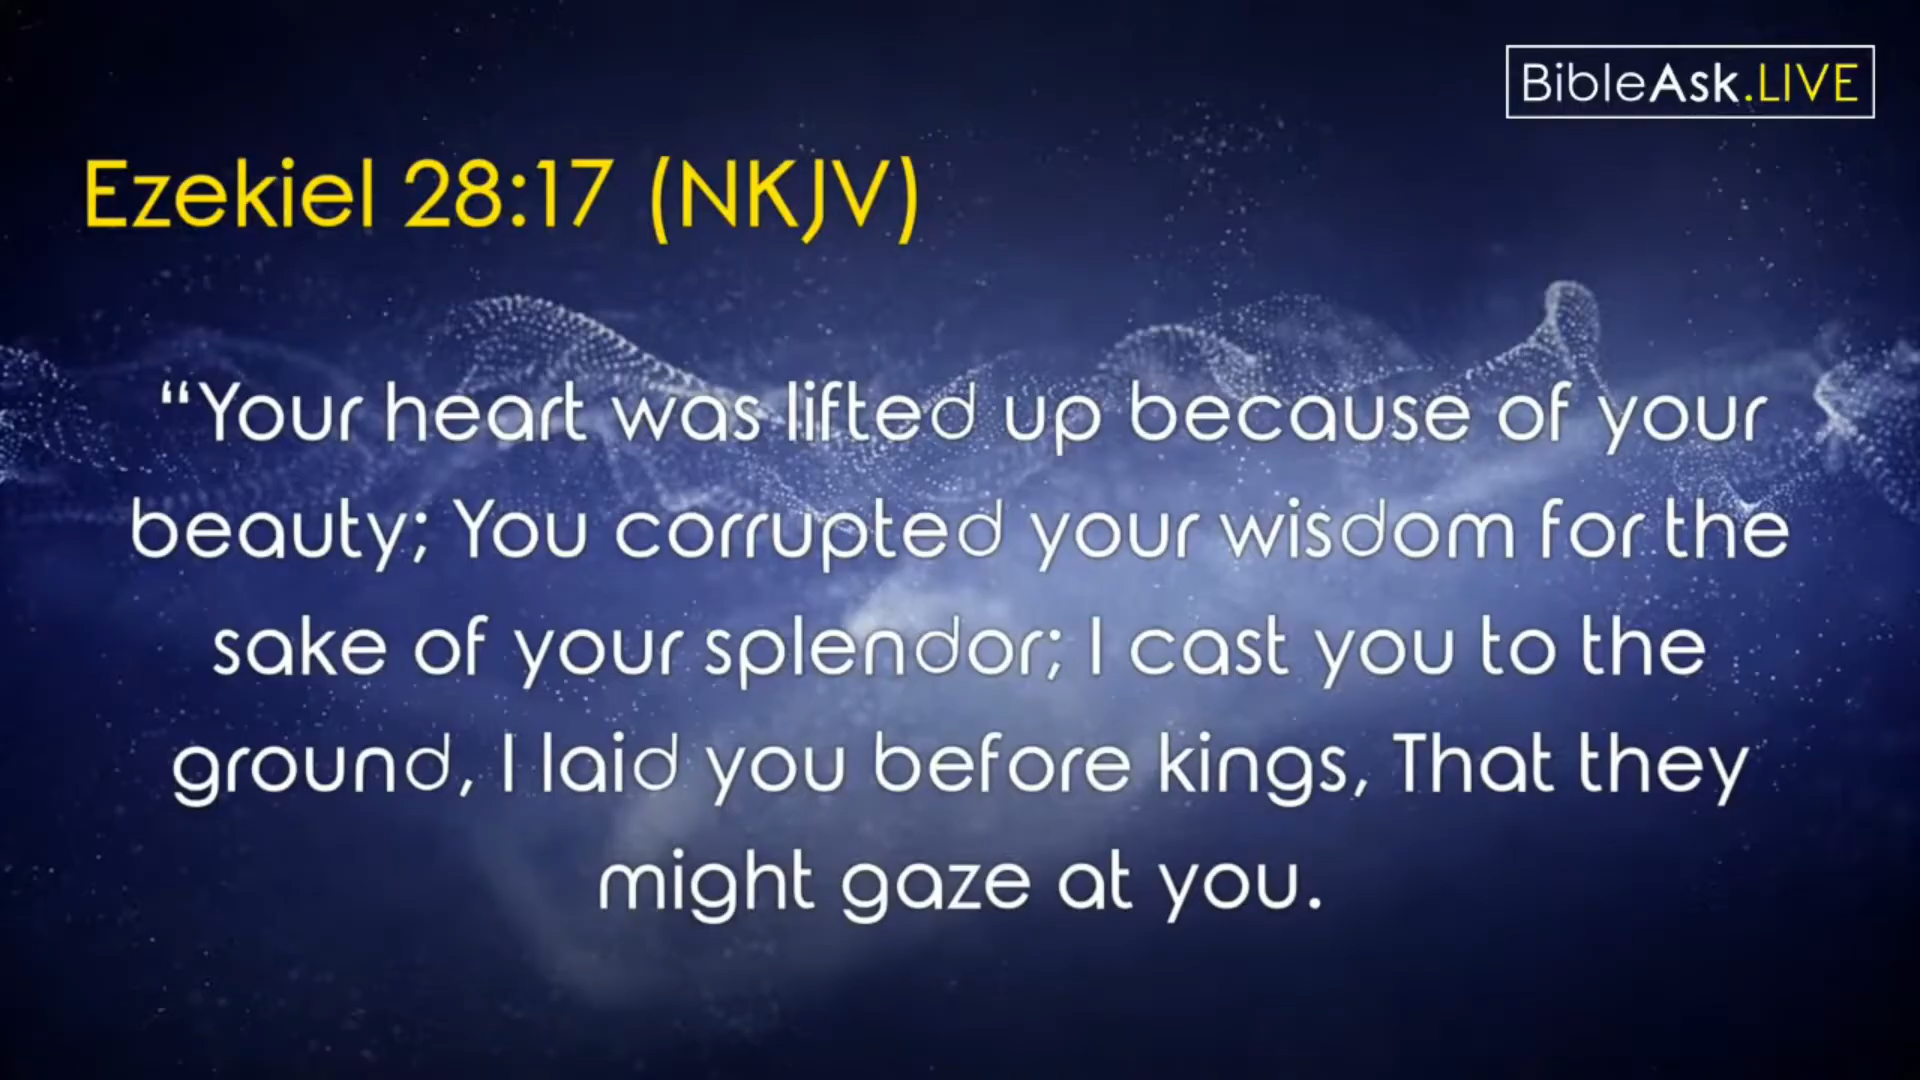 BibleAsk.LIVE
Ezekiel 28:17 (NKJV)
“Your heart was lifted up because of your
beauty; You corrupted your wisdom for the
sake of your splendor; I cast you to the
ground, I laid you before kings, That they
might gaze at you.